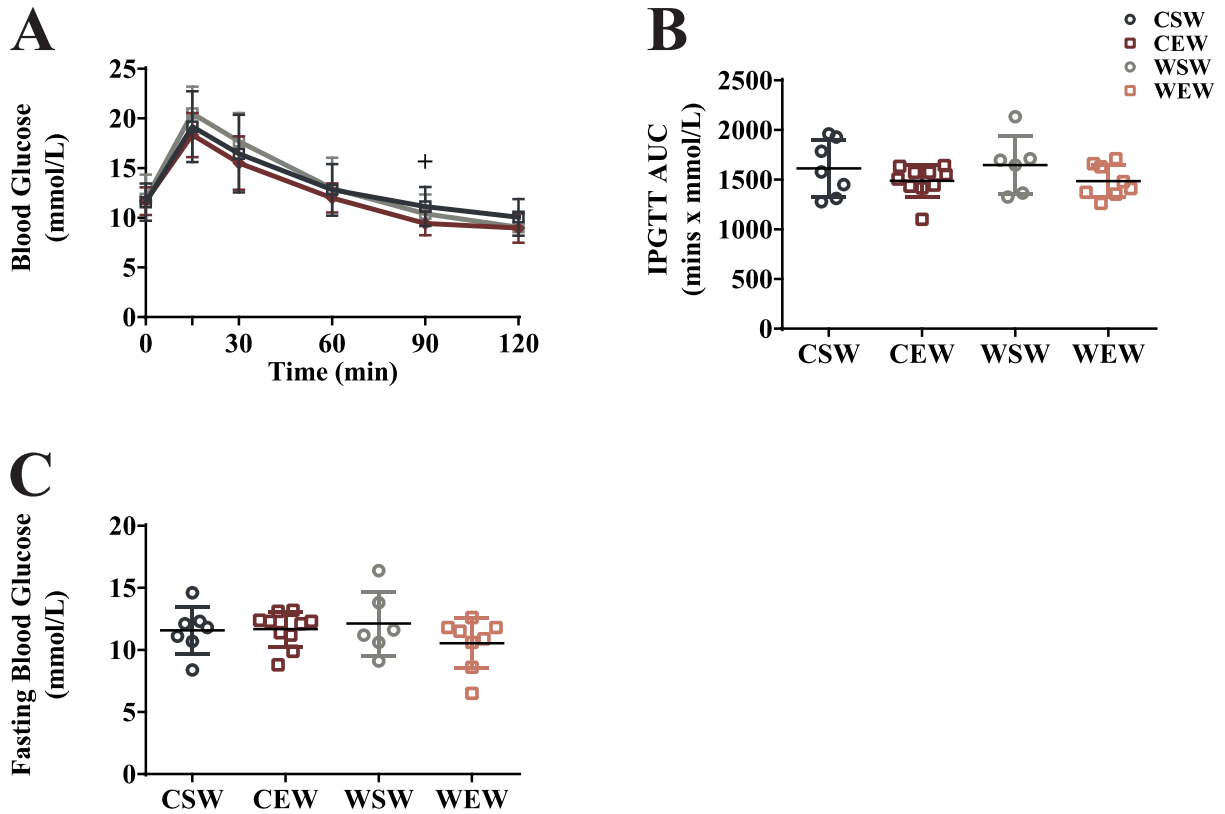 A
Blood Glucose
(mmol/L)
25
20
15
10
5
0
+
0 30 60 90 120
Time (min)
B
CSW
CEW
WSW
WEW
IPGTT AUC
(mins x mmol/L)
2500
2000
1500
1000
500
0
CSW CEW WSW WEW
C
Fasting Blood Glucose
(mmol/L)
20
15
10
5
0
CSW CEW WSW WEW